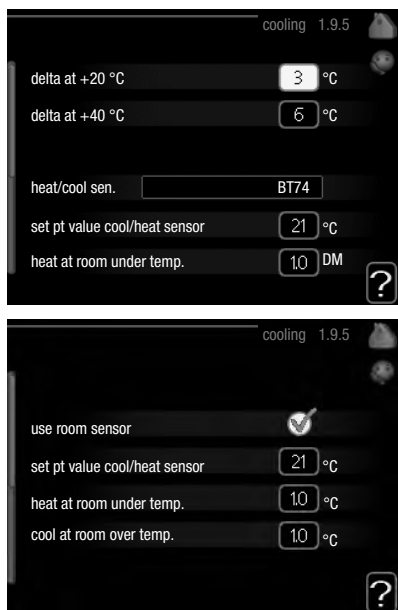 cooling 1.9.5
delta at +20 °C 3 °C
delta at +40 °C 6 °C
heat/cool sen. BT74
set pt value cool/heat sensor 21 °C
heat at room under temp. 1.0 DM
?
cooling 1.9.5
use room sensor
set pt value cool/heat sensor 21 °C
heat at room under temp. 1.0 °C
cool at room over temp. 1.0 °C
?